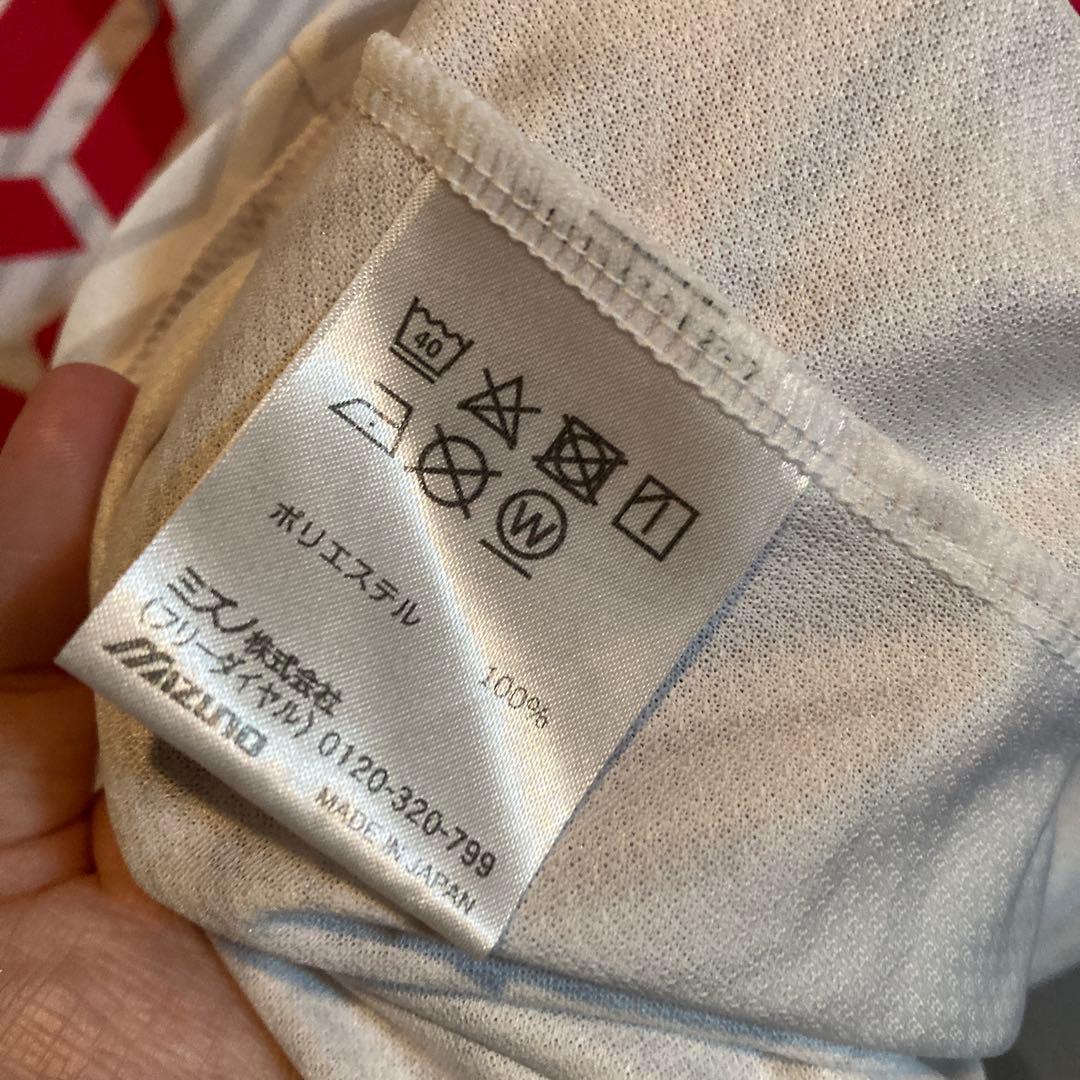 40
W
ポリエステル 100%
ミズノ株式会社
(フリーダイヤル) 0120-320-799
MIZUNO MADE IN JAPAN